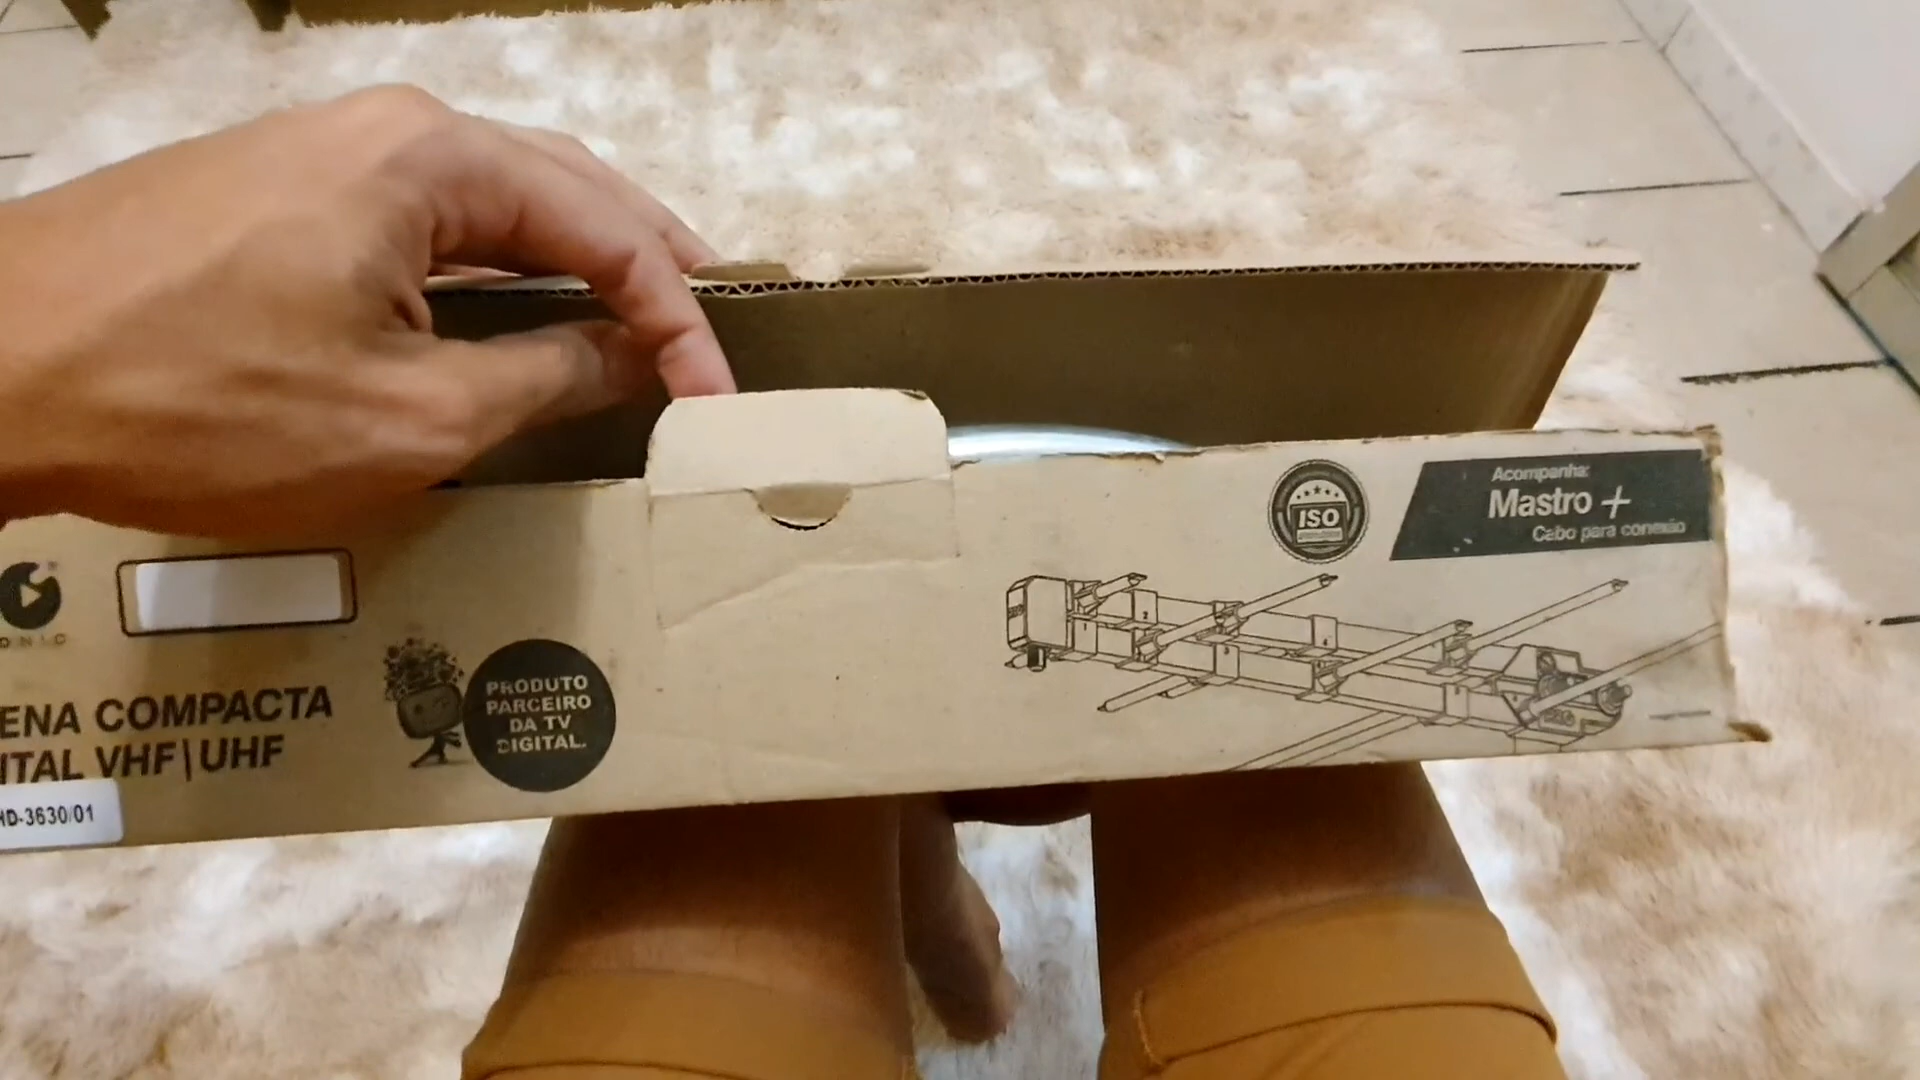 Acompanha:
Mastro +
Cabo para conexão
ISO
ONIC
ENA COMPACTA
ITAL VHF|UHF
HD-3630/01
PRODUTO
PARCEIRO
DA TV
DIGITAL.